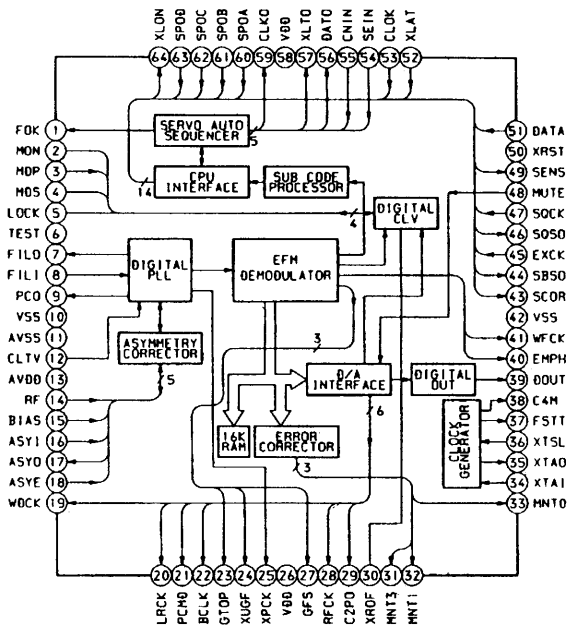 XLON SPOD SPOC SPOB SPOA CLKO VDD XLTO DATO CNIN SEIN CLOK XLAT
64 63 62 61 60 59 58 57 56 55 54 53 52
FOK 1
MON 2
MDP 3
MDS 4
LOCK 5
TEST 6
FILO 7
FILI 8
PCO 9
VSS 10
AVSS 11
CLTV 12
AVDD 13
RF 14
BIAS 15
ASYI 16
ASYO 17
ASYE 18
WDCK 19
SERVO AUTO
SEQUENCER
5
CPU
INTERFACE
14
SUB CODE
PROCESSOR
4
DIGITAL
CLV
DIGITAL
PLL
EFM
DEMODULATOR
ASYMMETRY
CORRECTOR
5
3
D/A
INTERFACE
6
DIGITAL
OUT
16K
RAM
ERROR
CORRECTOR
3
CLOCK
GENERATOR
51 DATA
50 XRST
49 SENS
48 MUTE
47 SQCK
46 SQSO
45 EXCK
44 SBSO
43 SCOR
42 VSS
41 WFCK
40 EMPH
39 DOUT
38 C4M
37 FSTT
36 XTSL
35 XTAO
34 XTAI
33 MNTO
20 21 22 23 24 25 26 27 28 29 30 31 32
LRCK PCMD BCLK GTOP XUGF XPCK VDD GFS RFCK C2PO XROF MNT3 MNT1